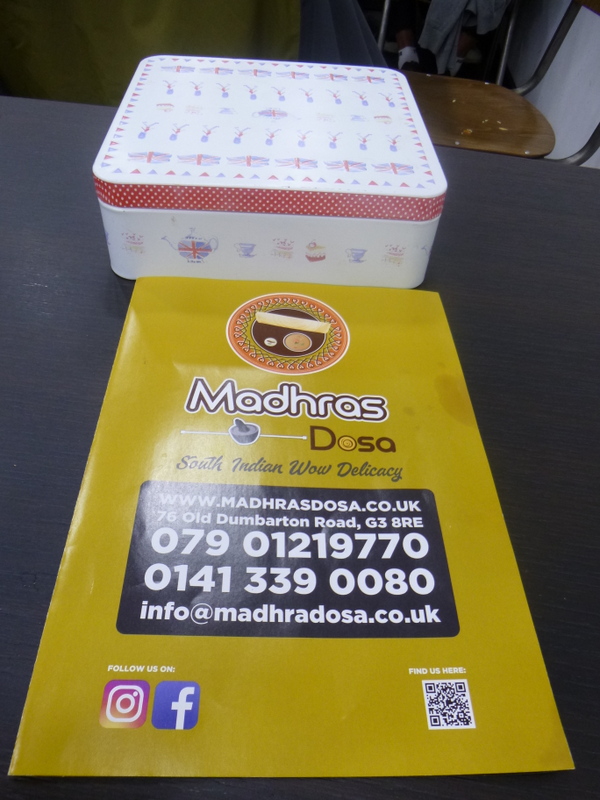 Madhras
Dosa
South Indian Wow Delicacy
WWW.MADHRASDOSA.CO.UK
76 Old Dumbarton Road, G3 8RE
079 01219770
0141 339 0080
info@madhradosa.co.uk
FOLLOW US ON:
FIND US HERE: